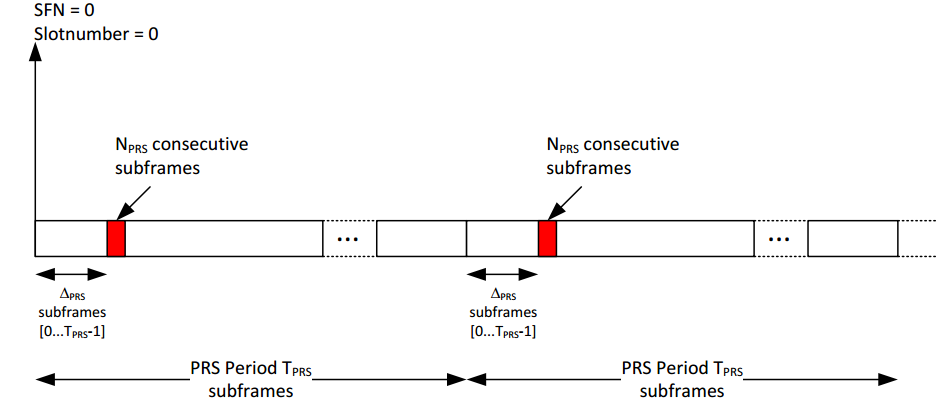 SFN = 0
Slotnumber = 0
NPRS consecutive
subframes
NPRS consecutive
subframes
...
...
ΔPRS
subframes
[0...TPRS-1]
ΔPRS
subframes
[0...TPRS-1]
PRS Period TPRS
subframes
PRS Period TPRS
subframes